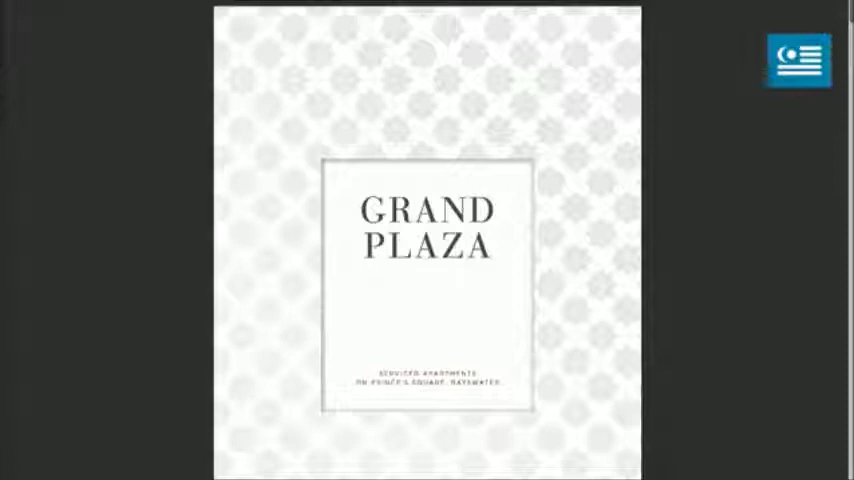 GRAND
PLAZA
SERVICED APARTMENTS
ON PRINCE'S SQUARE, BAYSWATER